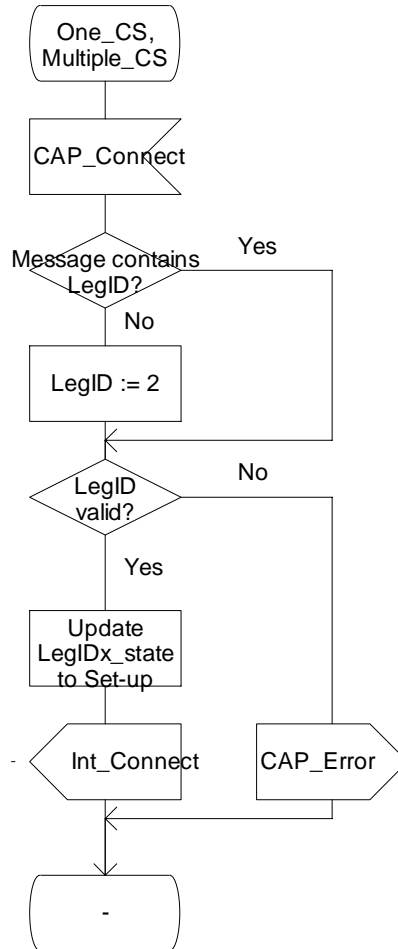 One_CS,
Multiple_CS
CAP_Connect
Message contains
LegID?
Yes
No
LegID := 2
LegID
valid?
No
Yes
Update
LegIDx_state
to Set-up
-
Int_Connect
CAP_Error
-